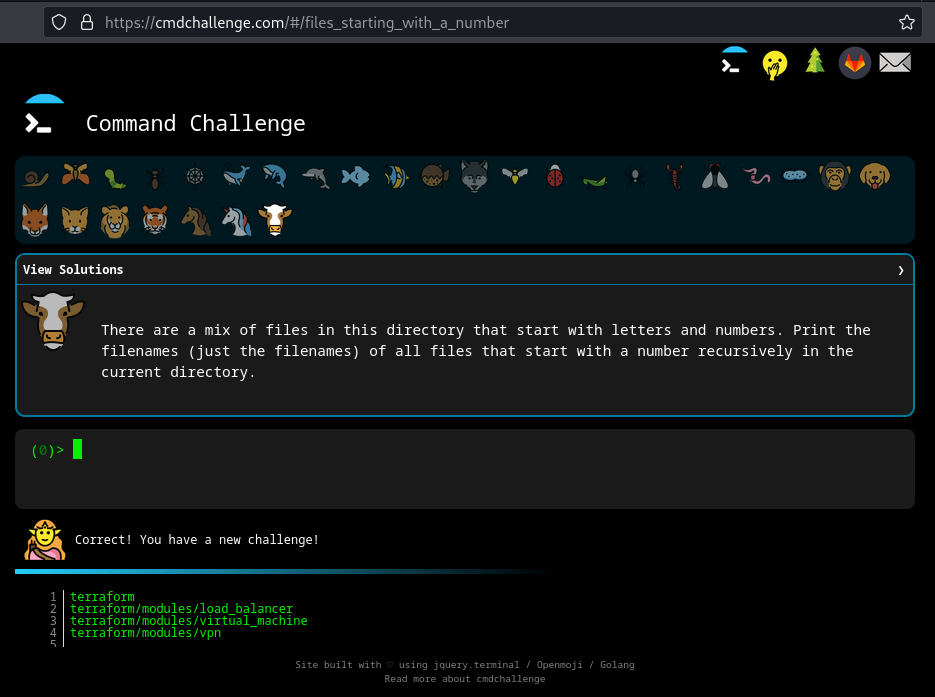 https://cmdchallenge.com/#/files_starting_with_a_number
Command Challenge
View Solutions
There are a mix of files in this directory that start with letters and numbers. Print the
filenames (just the filenames) of all files that start with a number recursively in the
current directory.
(0)>
Correct! You have a new challenge!
1 terraform
2 terraform/modules/load_balancer
3 terraform/modules/virtual_machine
4 terraform/modules/vpn
5
Site built with ♡ using jquery.terminal / Openmoji / Golang
Read more about cmdchallenge